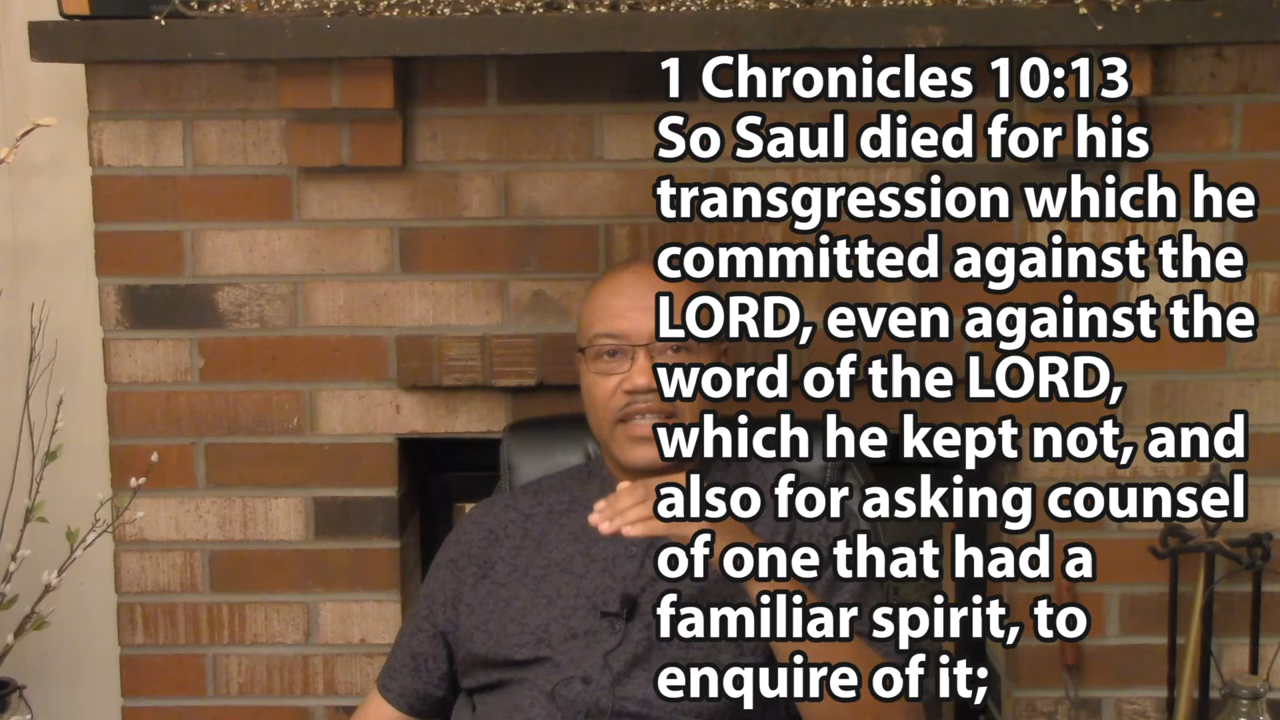 1 Chronicles 10:13
So Saul died for his
transgression which he
committed against the
LORD, even against the
word of the LORD,
which he kept not, and
also for asking counsel
of one that had a
familiar spirit, to
enquire of it;